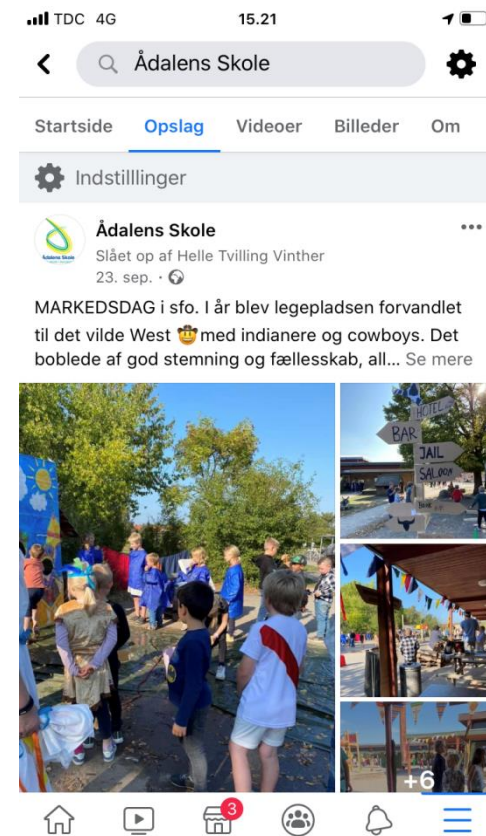 TDC 4G 15.21
Ådalens Skole
Startside Opslag Videoer Billeder Om
Indstilllinger
Ådalens Skole
Slået op af Helle Tvilling Vinther
23. sep. ·
MARKEDSDAG i sfo. I år blev legepladsen forvandlet
til det vilde West 🤠med indianere og cowboys. Det
boblede af god stemning og fællesskab, all... Se mere
HOTEL
BAR
JAIL
SALOON
+6
3